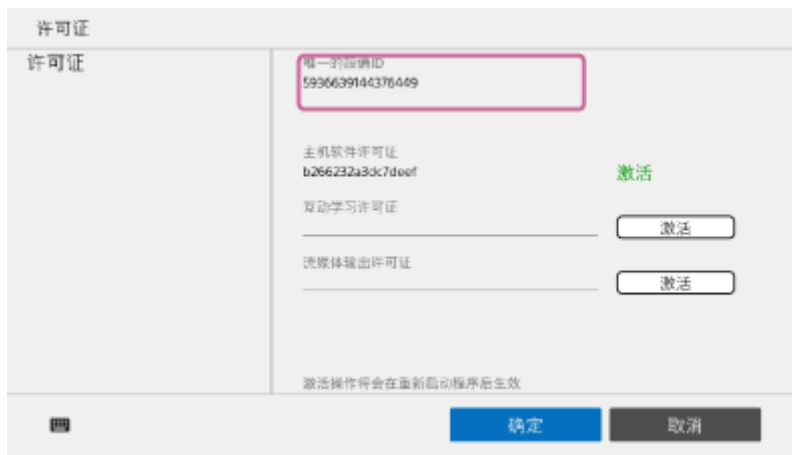 许可证
许可证
唯一的设备ID
5936639144376449
主机软件许可证
b266232a3dc7deef
激活
互动学习许可证
激活
流媒体输出许可证
激活
激活操作将会在重新启动程序后生效
确定
取消